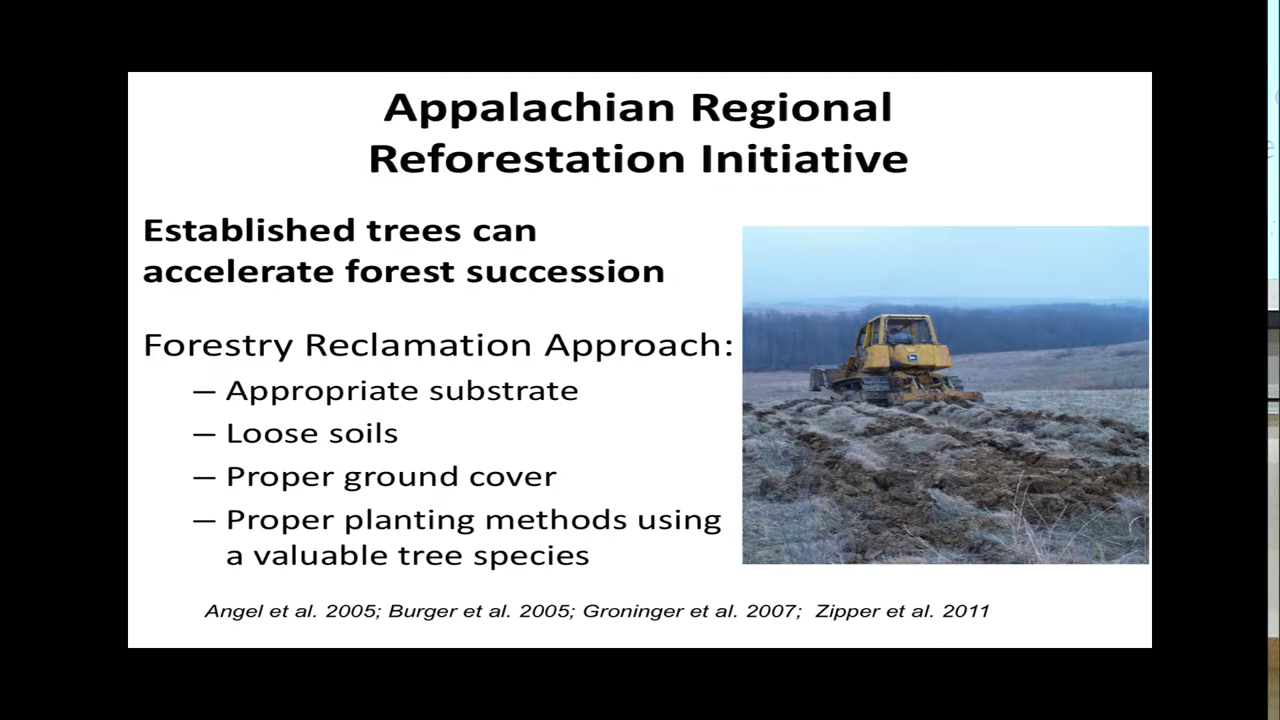 Appalachian Regional
Reforestation Initiative
Established trees can
accelerate forest succession
Forestry Reclamation Approach:
– Appropriate substrate
– Loose soils
– Proper ground cover
– Proper planting methods using
a valuable tree species
Angel et al. 2005; Burger et al. 2005; Groninger et al. 2007; Zipper et al. 2011